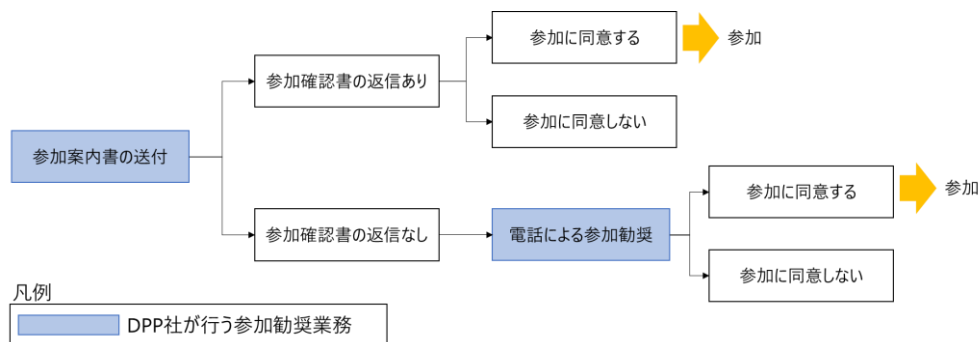 参加案内書の送付
参加確認書の返信あり
参加に同意する
参加
参加に同意しない
参加確認書の返信なし
電話による参加勧奨
参加に同意する
参加
参加に同意しない
凡例
DPP社が行う参加勧奨業務